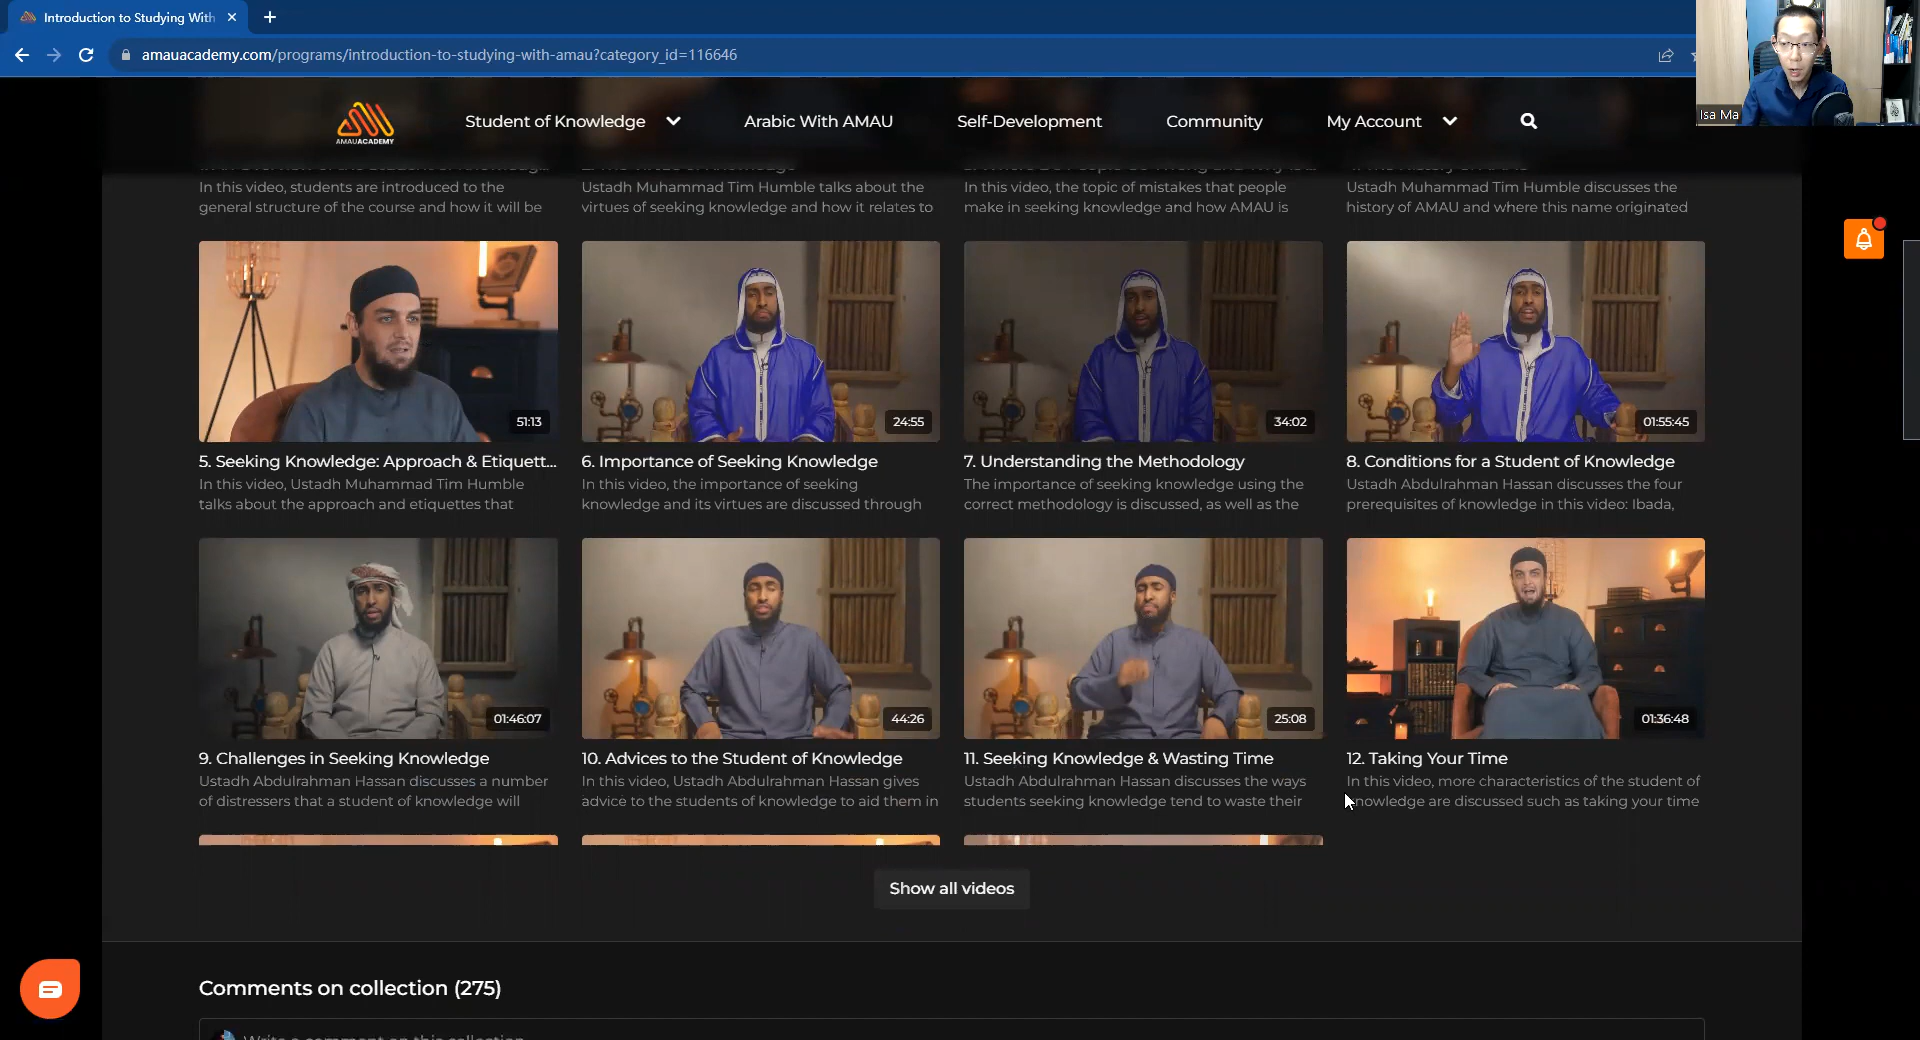 Introduction to Studying With
amauacademy.com/programs/introduction-to-studying-with-amau?category_id=116646
Isa Ma
AMAUACADEMY
Student of Knowledge
Arabic With AMAU
Self-Development
Community
My Account
In this video, students are introduced to the
general structure of the course and how it will be
Ustadh Muhammad Tim Humble talks about the
virtues of seeking knowledge and how it relates to
In this video, the topic of mistakes that people
make in seeking knowledge and how AMAU is
Ustadh Muhammad Tim Humble discusses the
history of AMAU and where this name originated
51:13
24:55
34:02
01:55:45
5. Seeking Knowledge: Approach & Etiquett...
In this video, Ustadh Muhammad Tim Humble
talks about the approach and etiquettes that
6. Importance of Seeking Knowledge
In this video, the importance of seeking
knowledge and its virtues are discussed through
7. Understanding the Methodology
The importance of seeking knowledge using the
correct methodology is discussed, as well as the
8. Conditions for a Student of Knowledge
Ustadh Abdulrahman Hassan discusses the four
prerequisites of knowledge in this video: Ibada,
01:46:07
44:26
25:08
01:36:48
9. Challenges in Seeking Knowledge
Ustadh Abdulrahman Hassan discusses a number
of distressers that a student of knowledge will
10. Advices to the Student of Knowledge
In this video, Ustadh Abdulrahman Hassan gives
advice to the students of knowledge to aid them in
11. Seeking Knowledge & Wasting Time
Ustadh Abdulrahman Hassan discusses the ways
students seeking knowledge tend to waste their
12. Taking Your Time
In this video, more characteristics of the student of
knowledge are discussed such as taking your time
Show all videos
Comments on collection (275)
Write a comment on this collection